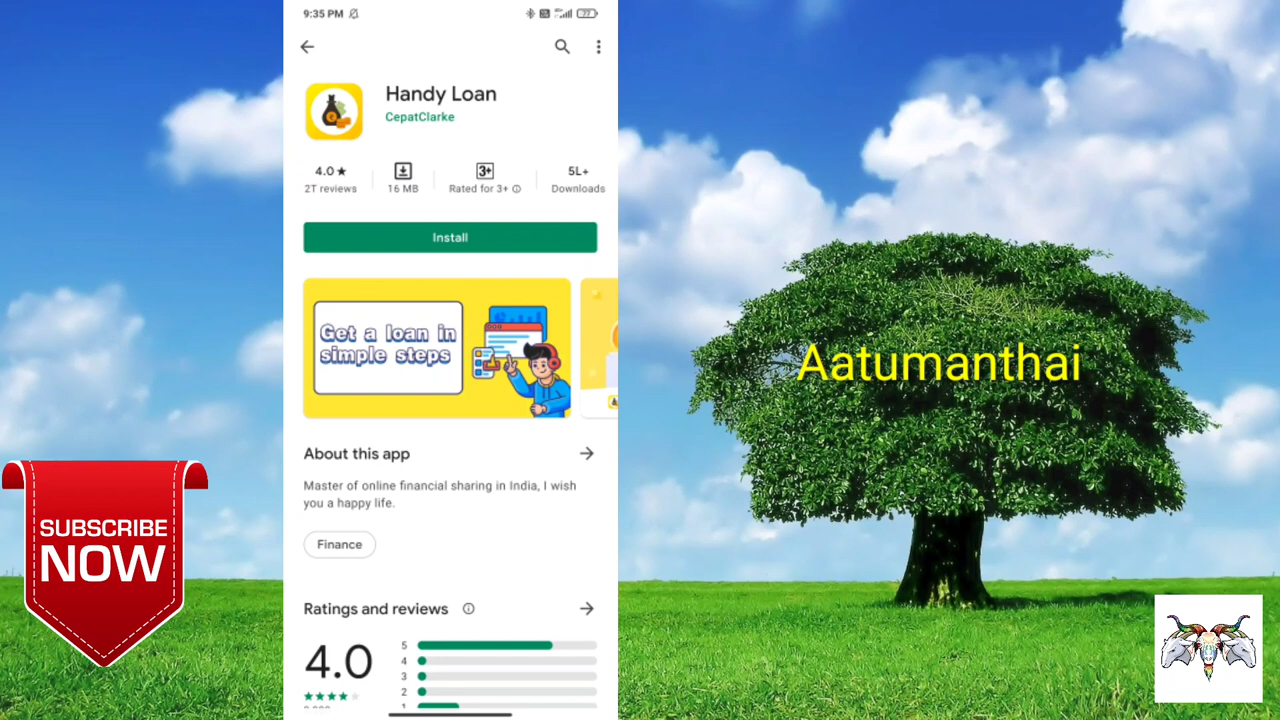 9:35 PM
77
Handy Loan
CepatClarke
4.0 ★
2T reviews
16 MB
3+
Rated for 3+
5L+
Downloads
Install
Get a loan in
simple steps
About this app
Master of online financial sharing in India, I wish
you a happy life.
Finance
Ratings and reviews
4.0
5
4
3
2
1
Aatumanthai
SUBSCRIBE
NOW